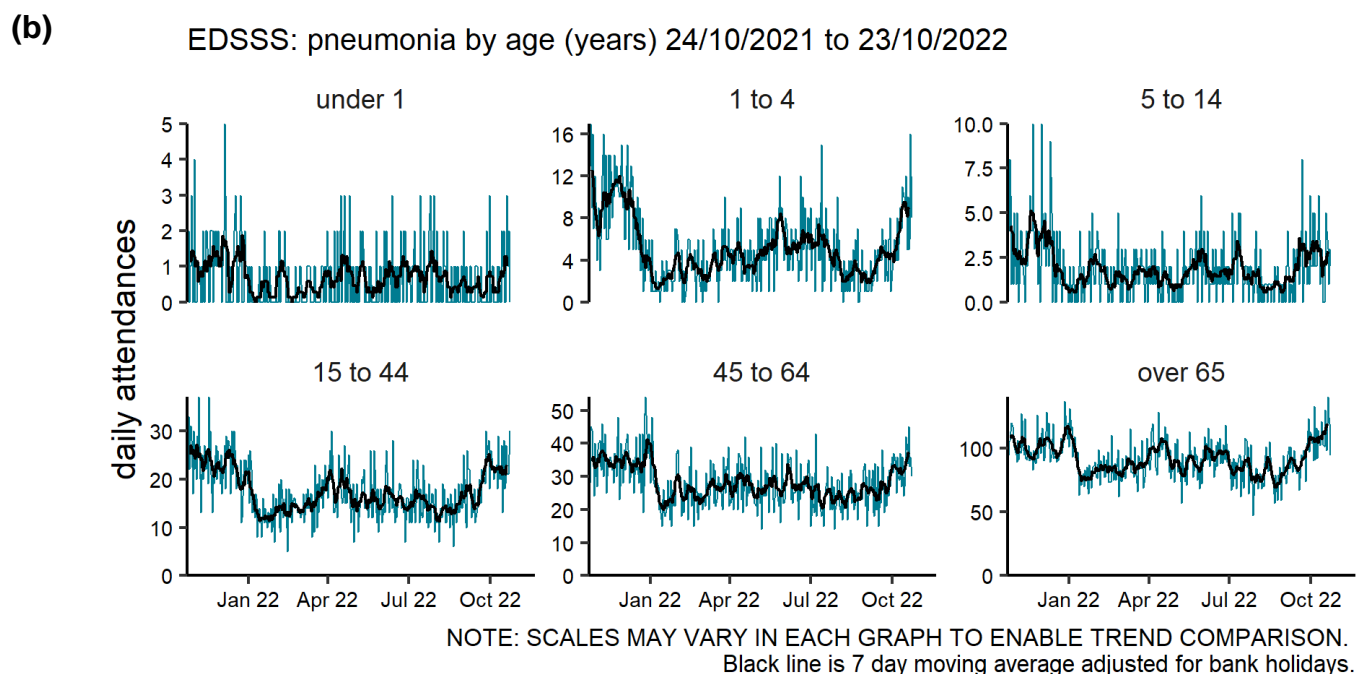 (b)
EDSSS: pneumonia by age (years) 24/10/2021 to 23/10/2022
daily attendances
under 1
5
4
3
2
1
0
1 to 4
16
12
8
4
0
5 to 14
10.0
7.5
5.0
2.5
0.0
15 to 44
30
20
10
0
Jan 22 Apr 22 Jul 22 Oct 22
45 to 64
50
40
30
20
10
0
Jan 22 Apr 22 Jul 22 Oct 22
over 65
100
50
0
Jan 22 Apr 22 Jul 22 Oct 22
NOTE: SCALES MAY VARY IN EACH GRAPH TO ENABLE TREND COMPARISON.
Black line is 7 day moving average adjusted for bank holidays.